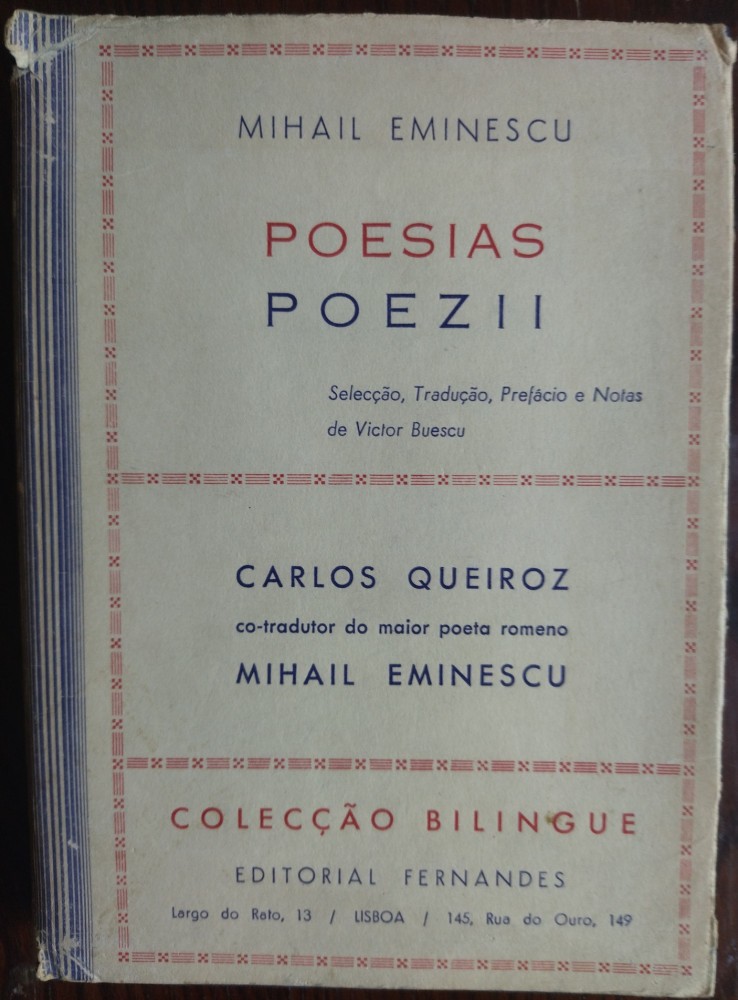 MIHAIL EMINESCU
POESIAS
POEZII
Selecção, Tradução, Prefácio e Notas
de Victor Buescu
CARLOS QUEIROZ
co-tradutor do maior poeta romeno
MIHAIL EMINESCU
COLECÇÃO BILINGUE
EDITORIAL FERNANDES
Largo do Rato, 13 / LISBOA / 145, Rua do Ouro, 149